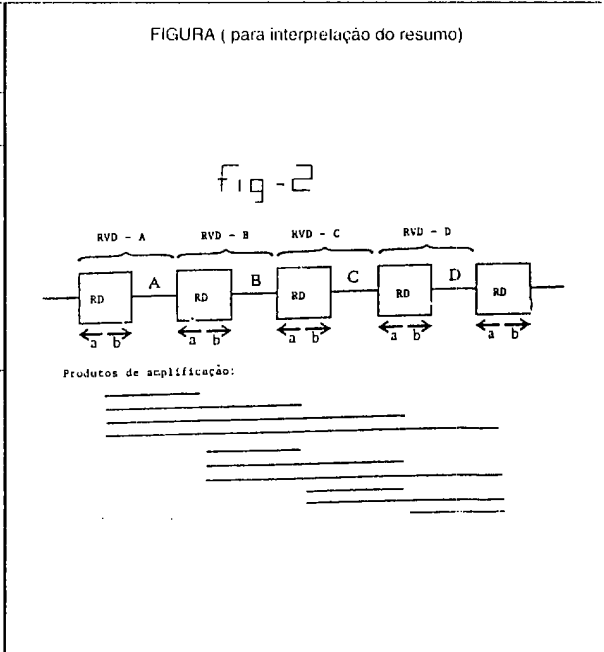 FIGURA ( para interpretação do resumo)
fig-2
RVD - A RVD - B RVD - C RVD - D
A B C D
RD RD RD RD RD
a b a b a b a b a b
Produtos de amplificação: